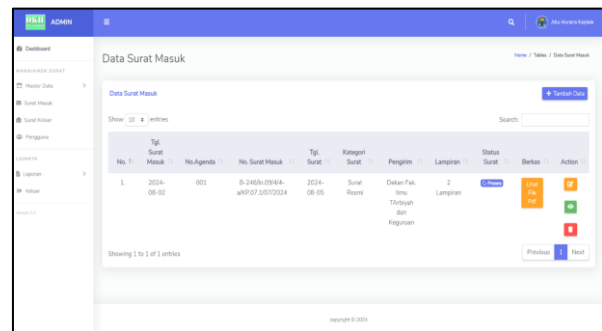 ADMIN
Abu Hurera Koplak
Dashboard
MANAJEMEN SURAT
Master Data
Surat Masuk
Surat Keluar
Pengguna
LAINNYA
Laporan
Keluar
Data Surat Masuk
Home / Tables / Data Surat Masuk
Data Surat Masuk
+ Tambah Data
Show 10 entries
Search:
No. Tgl. Surat Masuk No.Agenda No. Surat Masuk Tgl. Surat Kategori Surat Pengirim Lampiran Status Surat Berkas Action
1 2024-08-02 001 B-246/In.09/4/4-a/KP.07.1/07/2024 2024-08-05 Surat Resmi Dekan Fak. Ilmu TArbiyah dan Keguruan 2 Lampiran Proses Lihat File Pdf
Showing 1 to 1 of 1 entries
Previous 1 Next
copyright © 2024